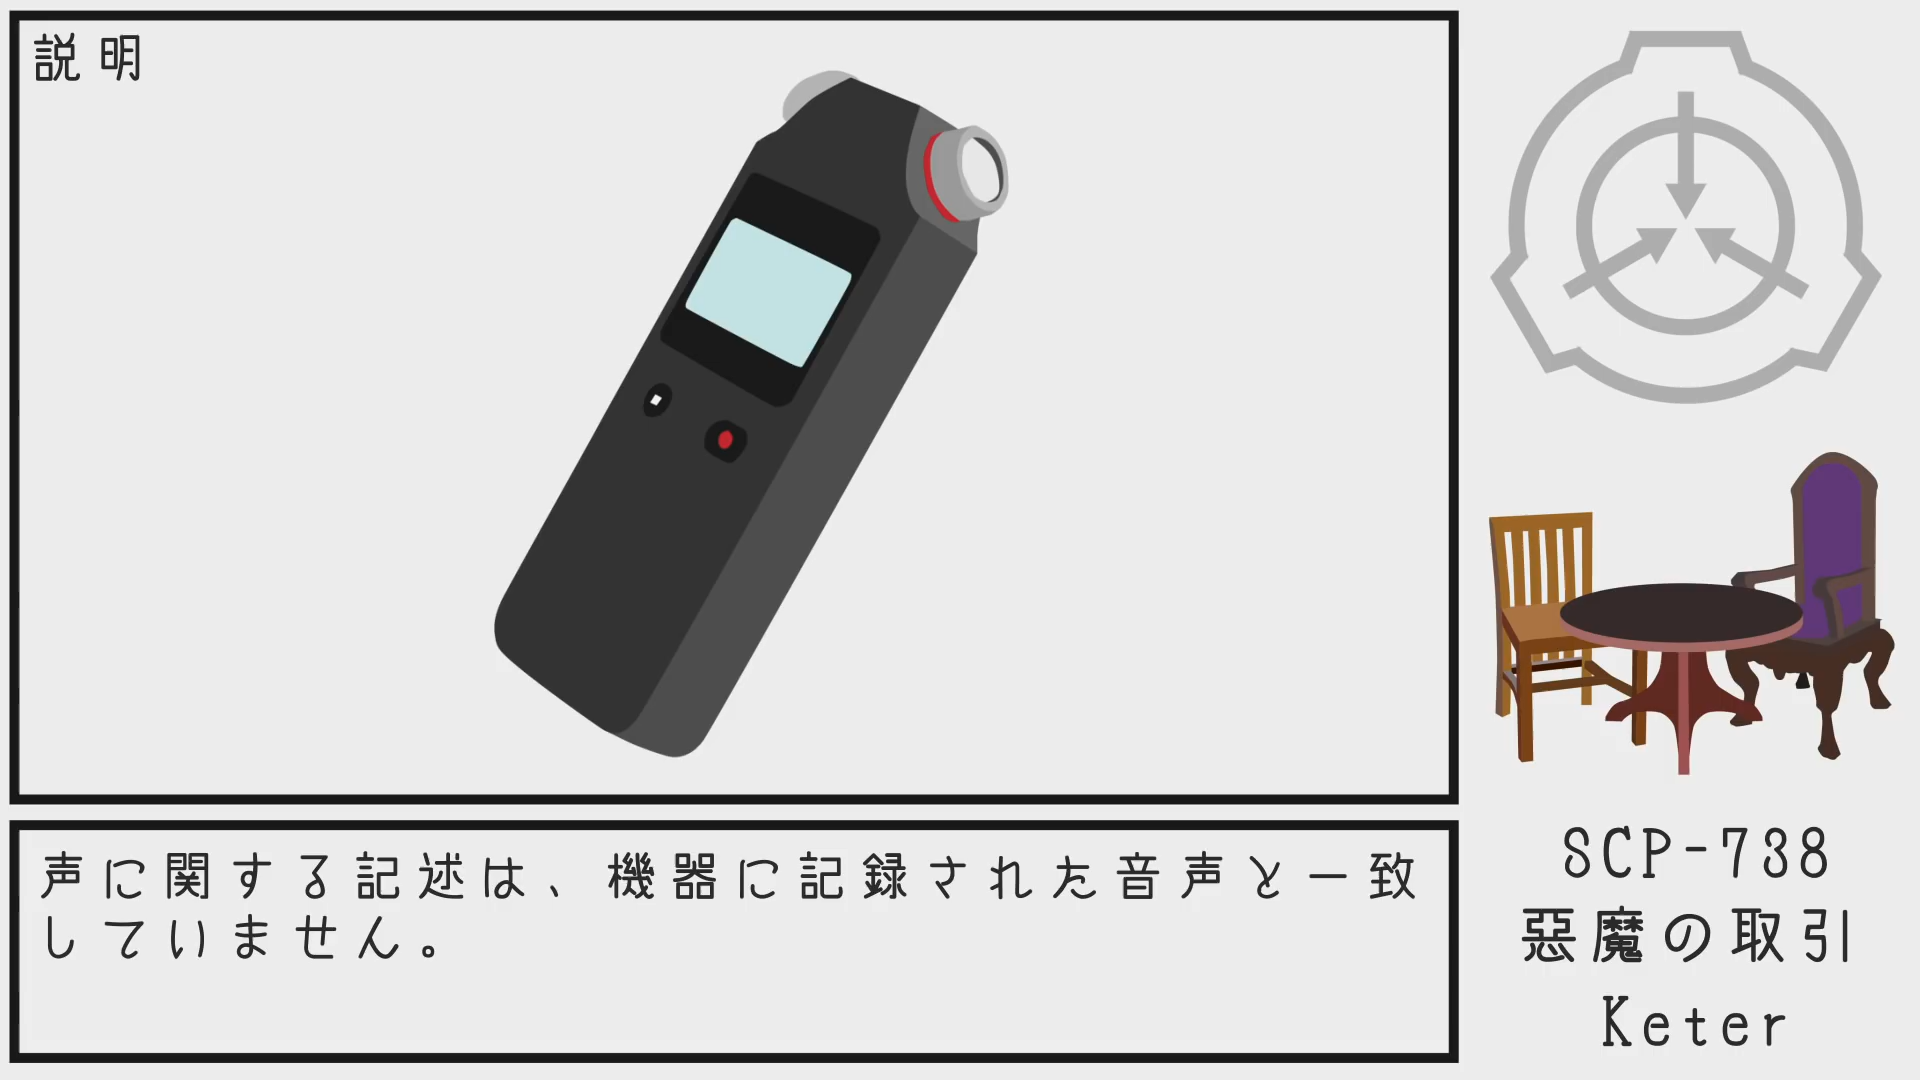 説明
声に関する記述は、機器に記録された音声と一致
していません。
SCP-738
惡魔の取引
Keter